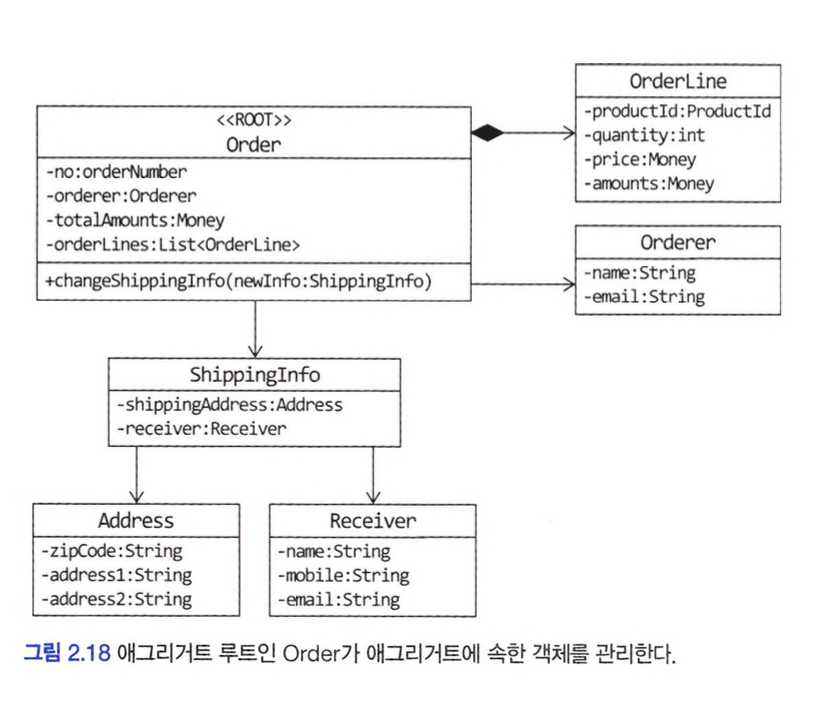 <<ROOT>>
Order
-no:orderNumber
-orderer:Orderer
-totalAmounts:Money
-orderLines:List<OrderLine>
+changeShippingInfo(newInfo:ShippingInfo)
OrderLine
-productId:ProductId
-quantity:int
-price:Money
-amounts:Money
Orderer
-name:String
-email:String
ShippingInfo
-shippingAddress:Address
-receiver:Receiver
Address
-zipCode:String
-address1:String
-address2:String
Receiver
-name:String
-mobile:String
-email:String
그림 2.18 애그리거트 루트인 Order가 애그리거트에 속한 객체를 관리한다.